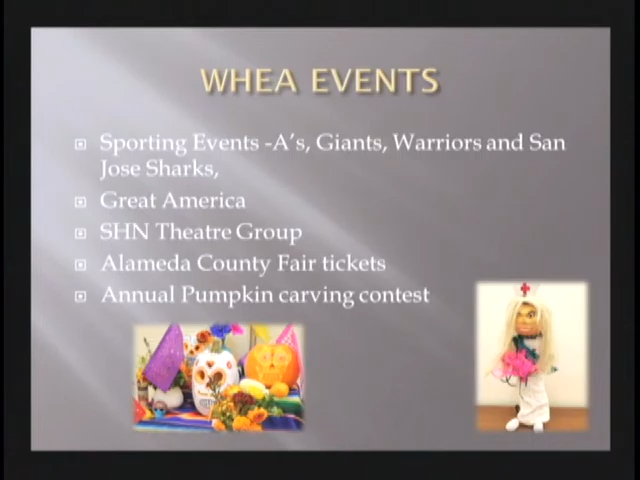 WHEA EVENTS
Sporting Events -A's, Giants, Warriors and San
Jose Sharks,
Great America
SHN Theatre Group
Alameda County Fair tickets
Annual Pumpkin carving contest